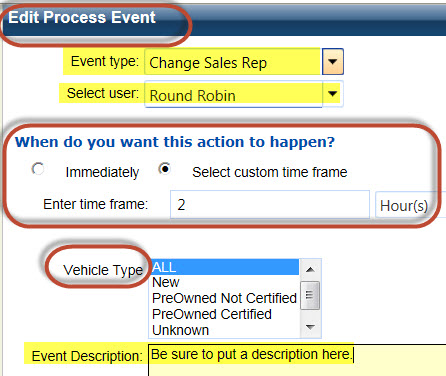 Edit Process Event
Event type: Change Sales Rep
Select user: Round Robin
When do you want this action to happen?
Immediately Select custom time frame
Enter time frame: 2 Hour(s)
Vehicle Type ALL
New
PreOwned Not Certified
PreOwned Certified
Unknown
Event Description: Be sure to put a description here.